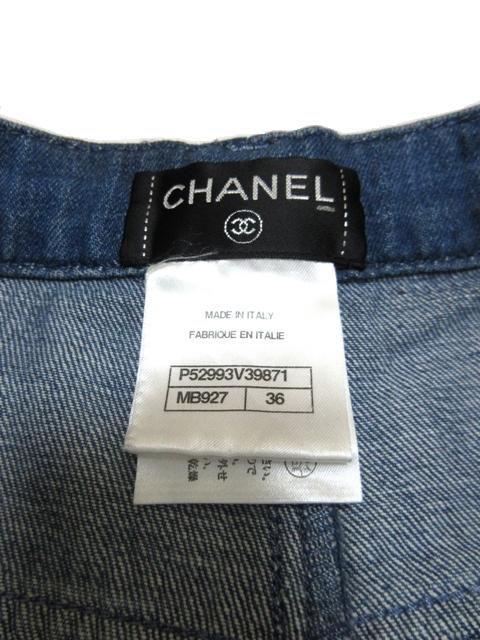 CHANEL
MADE IN ITALY
FABRIQUE EN ITALIE
P52993V39871
MB927 36